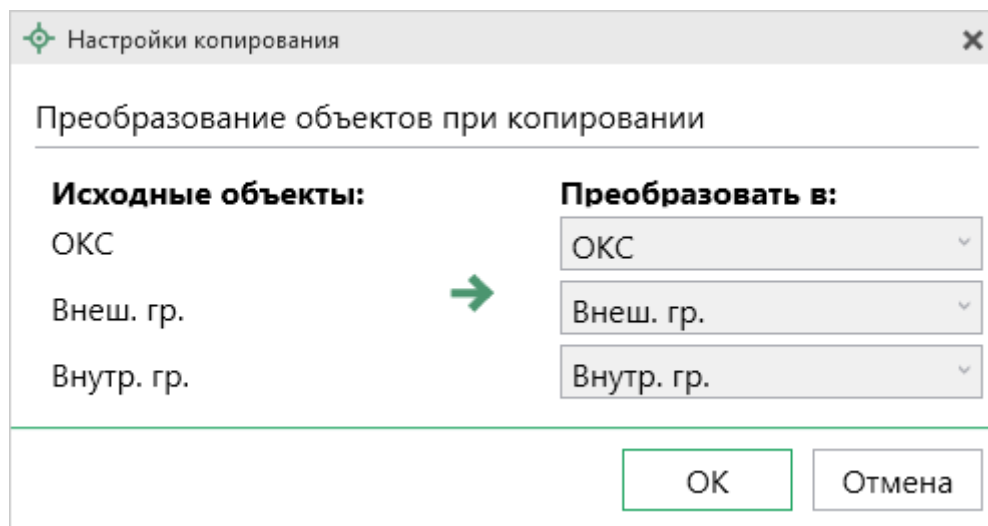 Настройки копирования
Преобразование объектов при копировании
Исходные объекты: Преобразовать в:
ОКС ОКС
Внеш. гр. Внеш. гр.
Внутр. гр. Внутр. гр.
ОК Отмена